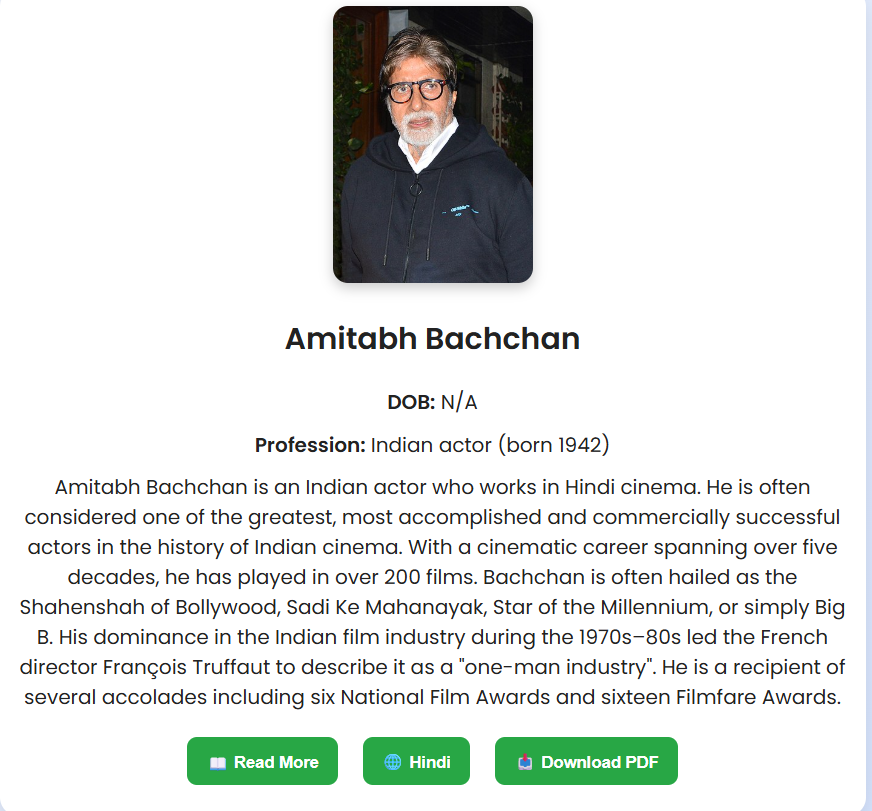 Amitabh Bachchan
DOB: N/A
Profession: Indian actor (born 1942)
Amitabh Bachchan is an Indian actor who works in Hindi cinema. He is often
considered one of the greatest, most accomplished and commercially successful
actors in the history of Indian cinema. With a cinematic career spanning over five
decades, he has played in over 200 films. Bachchan is often hailed as the
Shahenshah of Bollywood, Sadi Ke Mahanayak, Star of the Millennium, or simply Big
B. His dominance in the Indian film industry during the 1970s–80s led the French
director François Truffaut to describe it as a "one-man industry". He is a recipient of
several accolades including six National Film Awards and sixteen Filmfare Awards.
Read More Hindi Download PDF